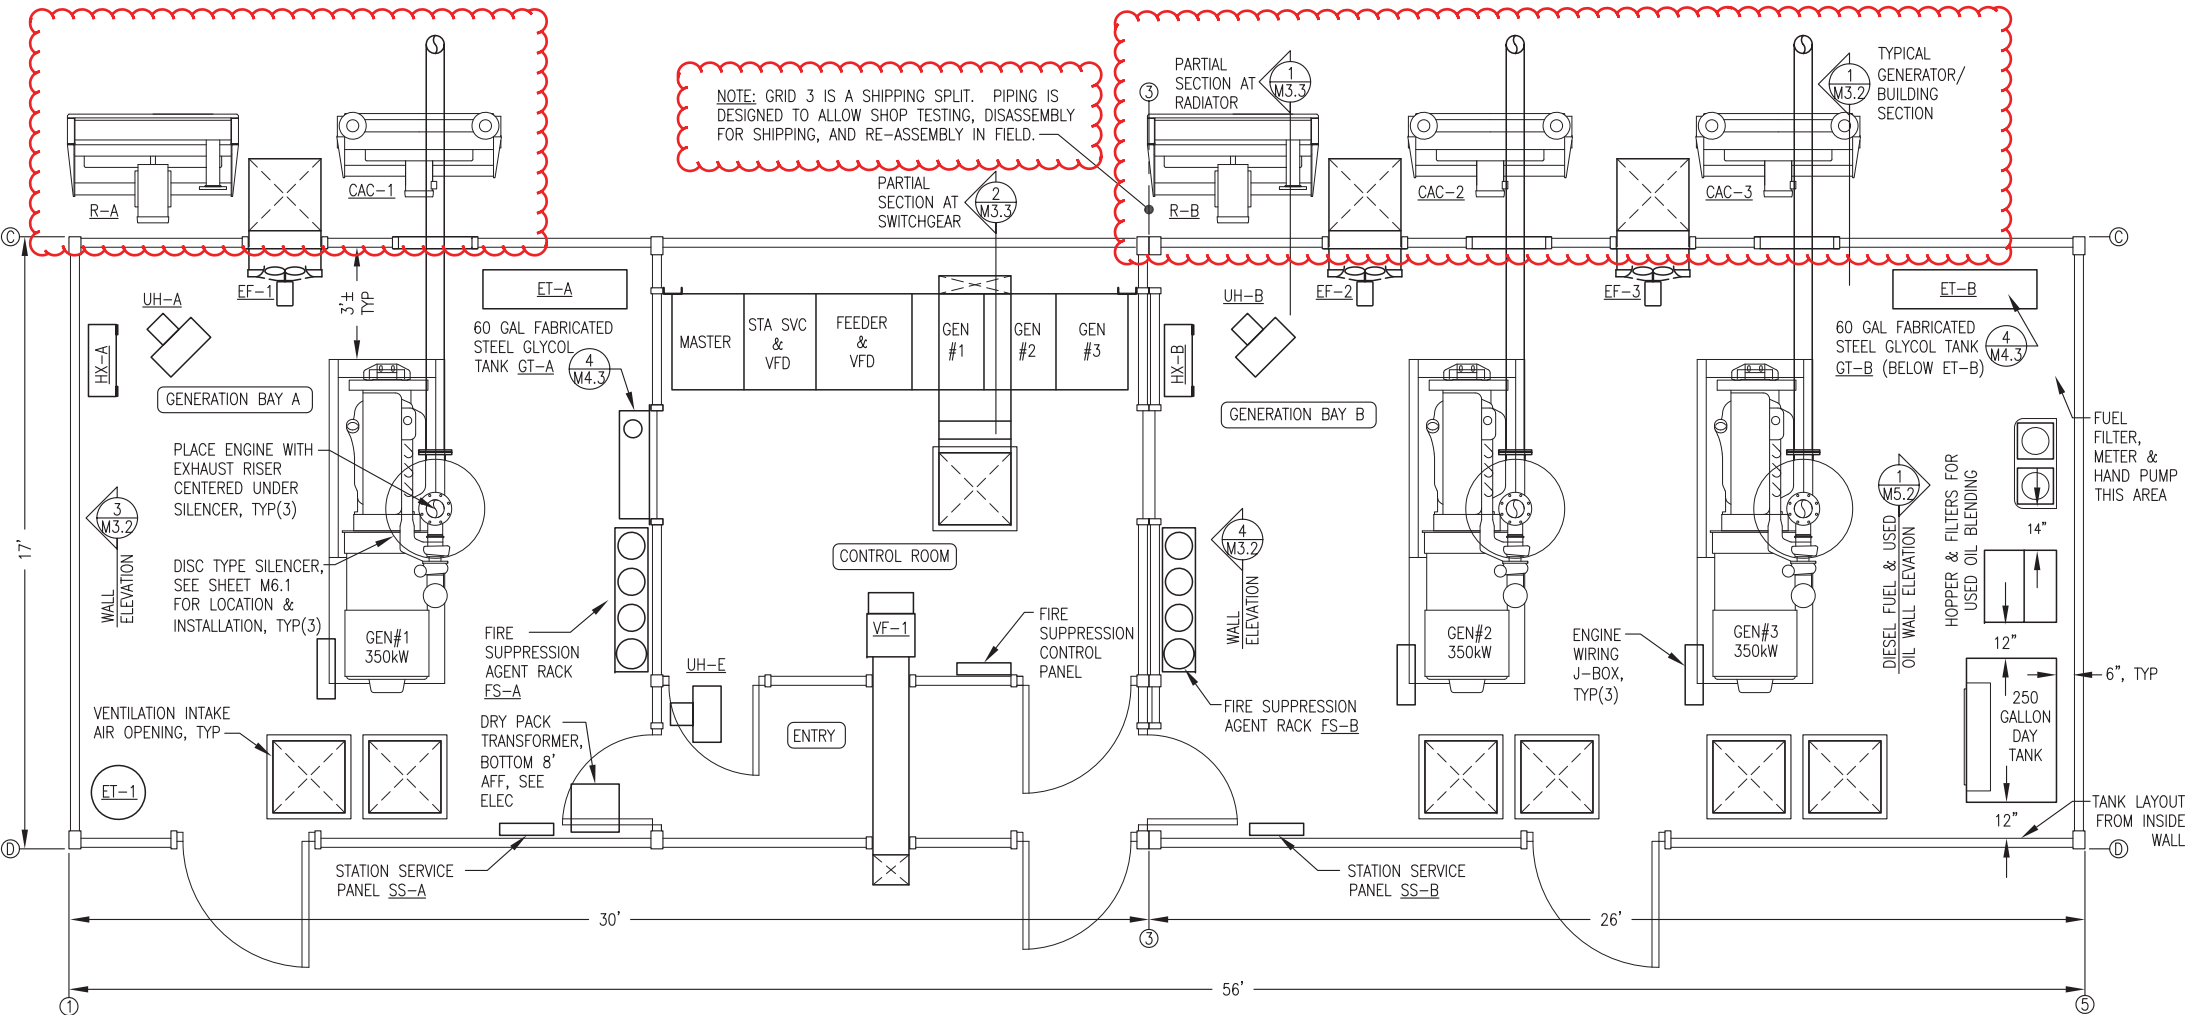 NOTE: GRID 3 IS A SHIPPING SPLIT. PIPING IS
DESIGNED TO ALLOW SHOP TESTING, DISASSEMBLY
FOR SHIPPING, AND RE-ASSEMBLY IN FIELD.
R-A
CAC-1
PARTIAL
SECTION AT
SWITCHGEAR
2
M3.3
3
PARTIAL
SECTION AT
RADIATOR
1
M3.3
R-B
CAC-2
CAC-3
1
M3.2
TYPICAL
GENERATOR/
BUILDING
SECTION
C
C
EF-1
UH-A
HX-A
3'±
TYP
ET-A
60 GAL FABRICATED
STEEL GLYCOL
TANK GT-A
4
M4.3
MASTER
STA SVC
&
VFD
FEEDER
&
VFD
GEN
#1
GEN
#2
GEN
#3
HX-B
UH-B
EF-2
EF-3
ET-B
60 GAL FABRICATED
STEEL GLYCOL TANK
GT-B (BELOW ET-B)
4
M4.3
GENERATION BAY A
GENERATION BAY B
PLACE ENGINE WITH
EXHAUST RISER
CENTERED UNDER
SILENCER, TYP(3)
3
M3.2
WALL
ELEVATION
17'
DISC TYPE SILENCER,
SEE SHEET M6.1
FOR LOCATION &
INSTALLATION, TYP(3)
GEN#1
350kW
CONTROL ROOM
4
M3.2
WALL
ELEVATION
FUEL
FILTER,
METER &
HAND PUMP
THIS AREA
1
M5.2
DIESEL FUEL & USED
OIL WALL ELEVATION
HOPPER & FILTERS FOR
USED OIL BLENDING
14"
12"
FIRE
SUPPRESSION
AGENT RACK
FS-A
UH-E
VF-1
FIRE
SUPPRESSION
CONTROL
PANEL
GEN#2
350kW
ENGINE
WIRING
J-BOX,
TYP(3)
GEN#3
350kW
6", TYP
250
GALLON
DAY
TANK
12"
VENTILATION INTAKE
AIR OPENING, TYP
ET-1
DRY PACK
TRANSFORMER,
BOTTOM 8'
AFF, SEE
ELEC
ENTRY
FIRE SUPPRESSION
AGENT RACK FS-B
TANK LAYOUT
FROM INSIDE
WALL
D
D
STATION SERVICE
PANEL SS-A
STATION SERVICE
PANEL SS-B
30'
3
26'
56'
1
5